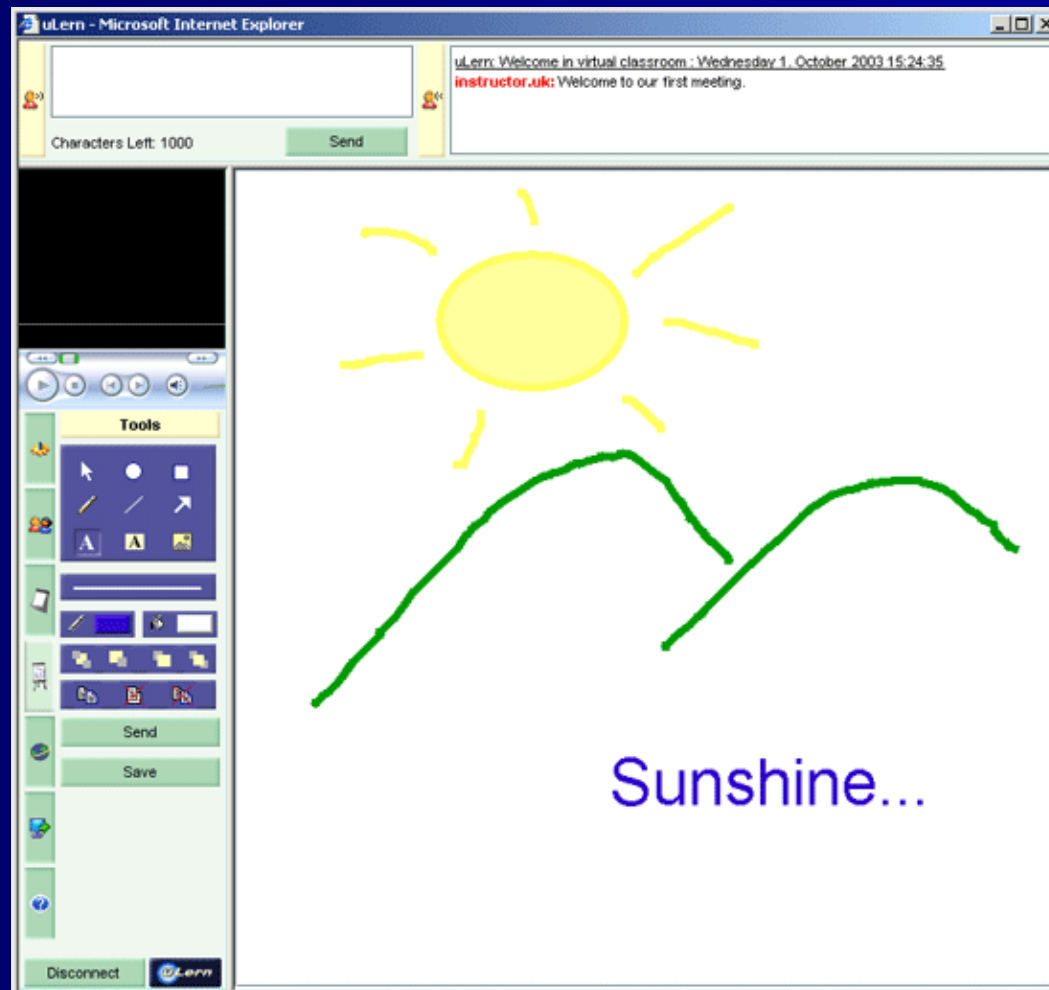 uLern - Microsoft Internet Explorer
uLern: Welcome in virtual classroom : Wednesday 1. October 2003 15:24:35
instructor.uk: Welcome to our first meeting.
Characters Left: 1000
Send
Tools
A
A
Send
Save
Sunshine...
Disconnect
uLern